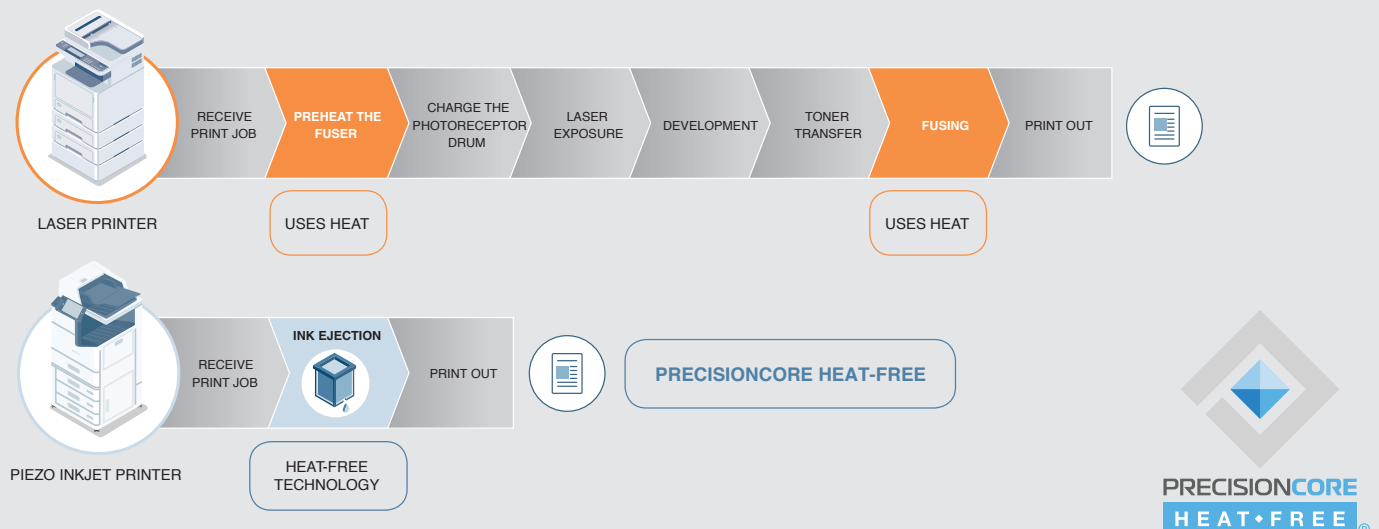 RECEIVE
PRINT JOB
PREHEAT THE
FUSER
CHARGE THE
PHOTORECEPTOR
DRUM
LASER
EXPOSURE
DEVELOPMENT
TONER
TRANSFER
FUSING
PRINT OUT
LASER PRINTER
USES HEAT
USES HEAT
RECEIVE
PRINT JOB
INK EJECTION
PRINT OUT
PRECISIONCORE HEAT-FREE
PIEZO INKJET PRINTER
HEAT-FREE
TECHNOLOGY
PRECISIONCORE
HEAT◆FREE®